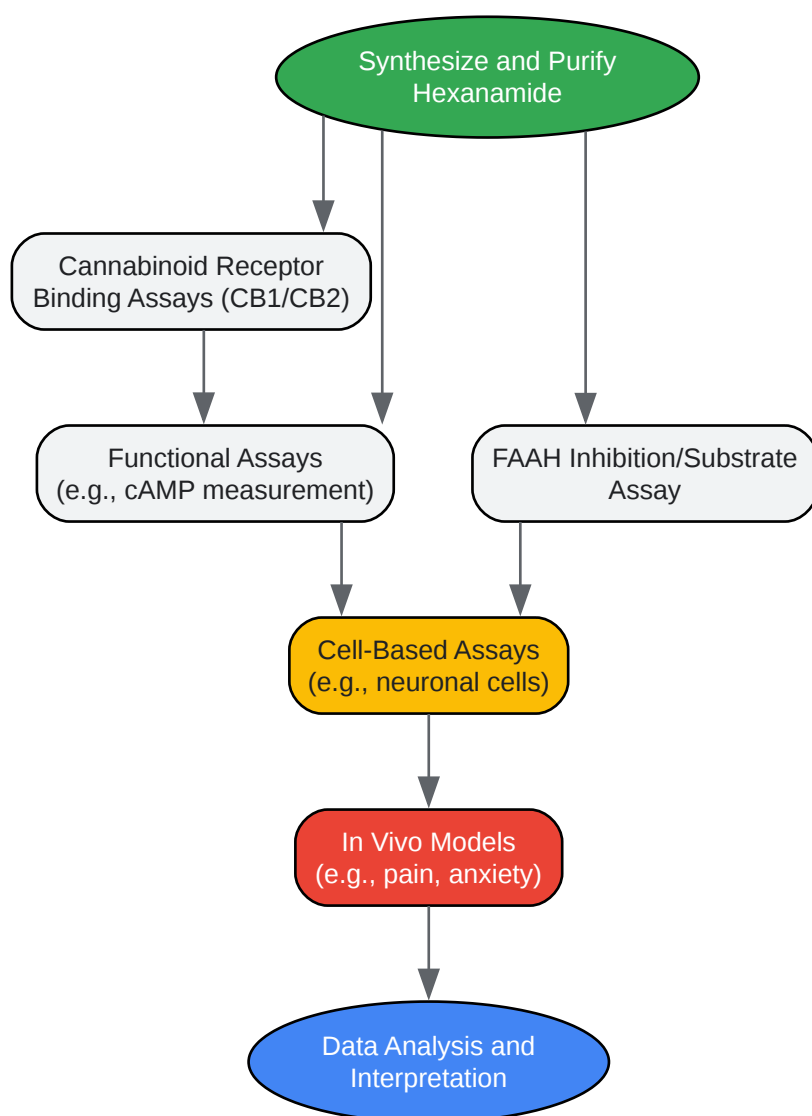 Synthesize and Purify
Hexanamide
Cannabinoid Receptor
Binding Assays (CB1/CB2)
Functional Assays
(e.g., cAMP measurement)
FAAH Inhibition/Substrate
Assay
Cell-Based Assays
(e.g., neuronal cells)
In Vivo Models
(e.g., pain, anxiety)
Data Analysis and
Interpretation